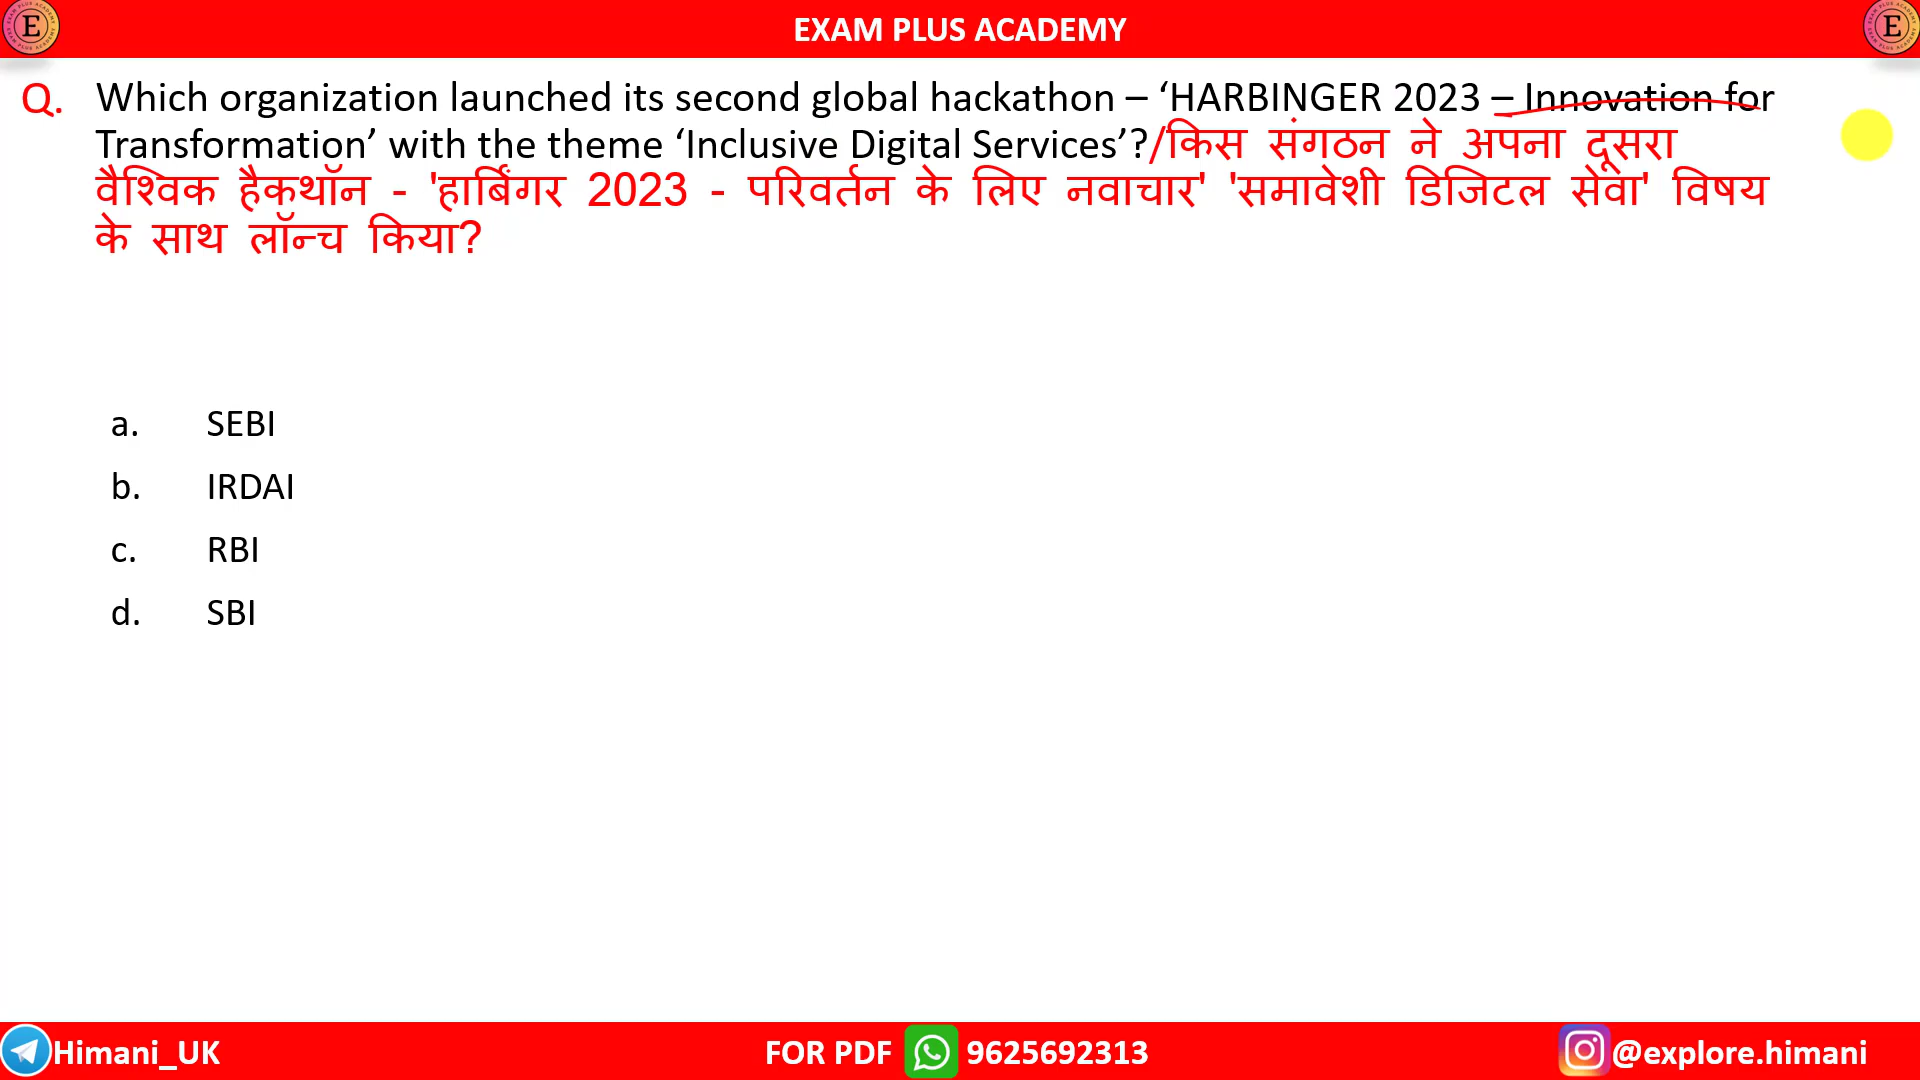 EXAM PLUS ACADEMY
E
E
Q. Which organization launched its second global hackathon – ‘HARBINGER 2023 – Innovation for
Transformation’ with the theme ‘Inclusive Digital Services’?/किस संगठन ने अपना दूसरा
वैश्विक हैकथॉन - 'हार्बिंगर 2023 - परिवर्तन के लिए नवाचार' 'समावेशी डिजिटल सेवा' विषय
के साथ लॉन्च किया?
a. SEBI
b. IRDAI
c. RBI
d. SBI
Himani_UK
FOR PDF 9625692313
@explore.himani